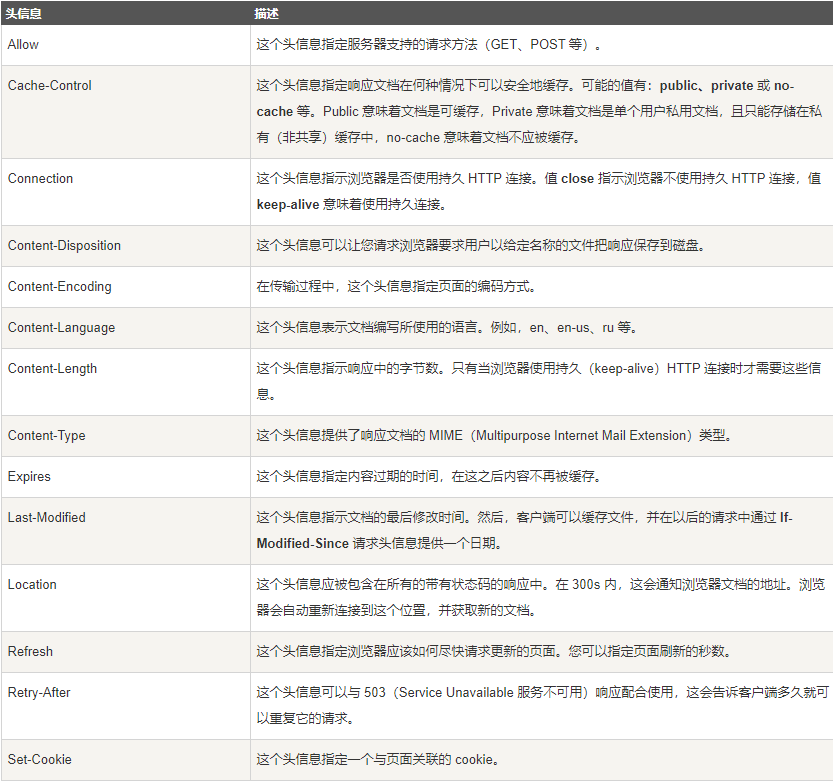 头信息 描述
Allow 这个头信息指定服务器支持的请求方法（GET、POST 等）。
Cache-Control 这个头信息指定响应文档在何种情况下可以安全地缓存。可能的值有：public、private 或 no-
cache 等。Public 意味着文档是可缓存，Private 意味着文档是单个用户私用文档，且只能存储在私
有（非共享）缓存中，no-cache 意味着文档不应被缓存。
Connection 这个头信息指示浏览器是否使用持久 HTTP 连接。值 close 指示浏览器不使用持久 HTTP 连接，值
keep-alive 意味着使用持久连接。
Content-Disposition 这个头信息可以让您请求浏览器要求用户以给定名称的文件把响应保存到磁盘。
Content-Encoding 在传输过程中，这个头信息指定页面的编码方式。
Content-Language 这个头信息表示文档编写所使用的语言。例如，en、en-us、ru 等。
Content-Length 这个头信息指示响应中的字节数。只有当浏览器使用持久（keep-alive）HTTP 连接时才需要这些信
息。
Content-Type 这个头信息提供了响应文档的 MIME（Multipurpose Internet Mail Extension）类型。
Expires 这个头信息指定内容过期的时间，在这之后内容不再被缓存。
Last-Modified 这个头信息指示文档的最后修改时间。然后，客户端可以缓存文件，并在以后的请求中通过 If-
Modified-Since 请求头信息提供一个日期。
Location 这个头信息应被包含在所有的带有状态码的响应中。在 300s 内，这会通知浏览器文档的地址。浏览
器会自动重新连接到这个位置，并获取新的文档。
Refresh 这个头信息指定浏览器应该如何尽快请求更新的页面。您可以指定页面刷新的秒数。
Retry-After 这个头信息可以与 503（Service Unavailable 服务不可用）响应配合使用，这会告诉客户端多久就可
以重复它的请求。
Set-Cookie 这个头信息指定一个与页面关联的 cookie。